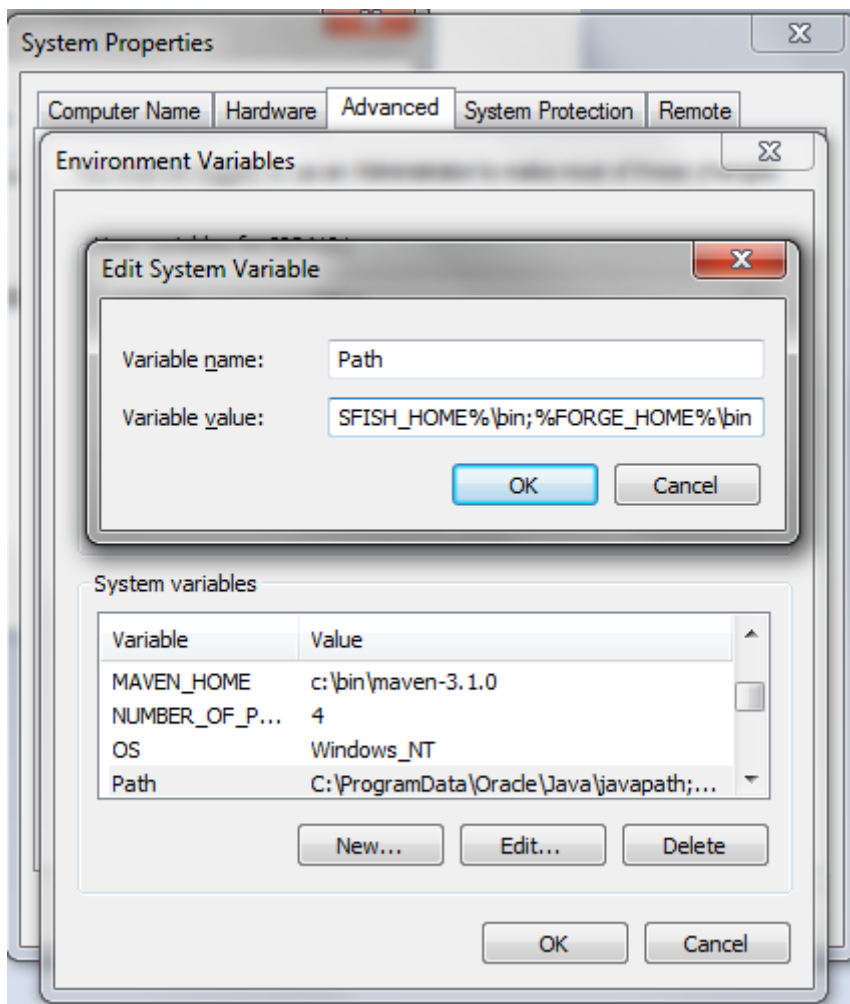 System Properties
Computer Name Hardware Advanced System Protection Remote
Environment Variables
Edit System Variable
Variable name: Path
Variable value: SFISH_HOME%\bin;%FORGE_HOME%\bin
OK Cancel
System variables
Variable Value
MAVEN_HOME c:\bin\maven-3.1.0
NUMBER_OF_P... 4
OS Windows_NT
Path C:\ProgramData\Oracle\Java\javapath;...
New... Edit... Delete
OK Cancel